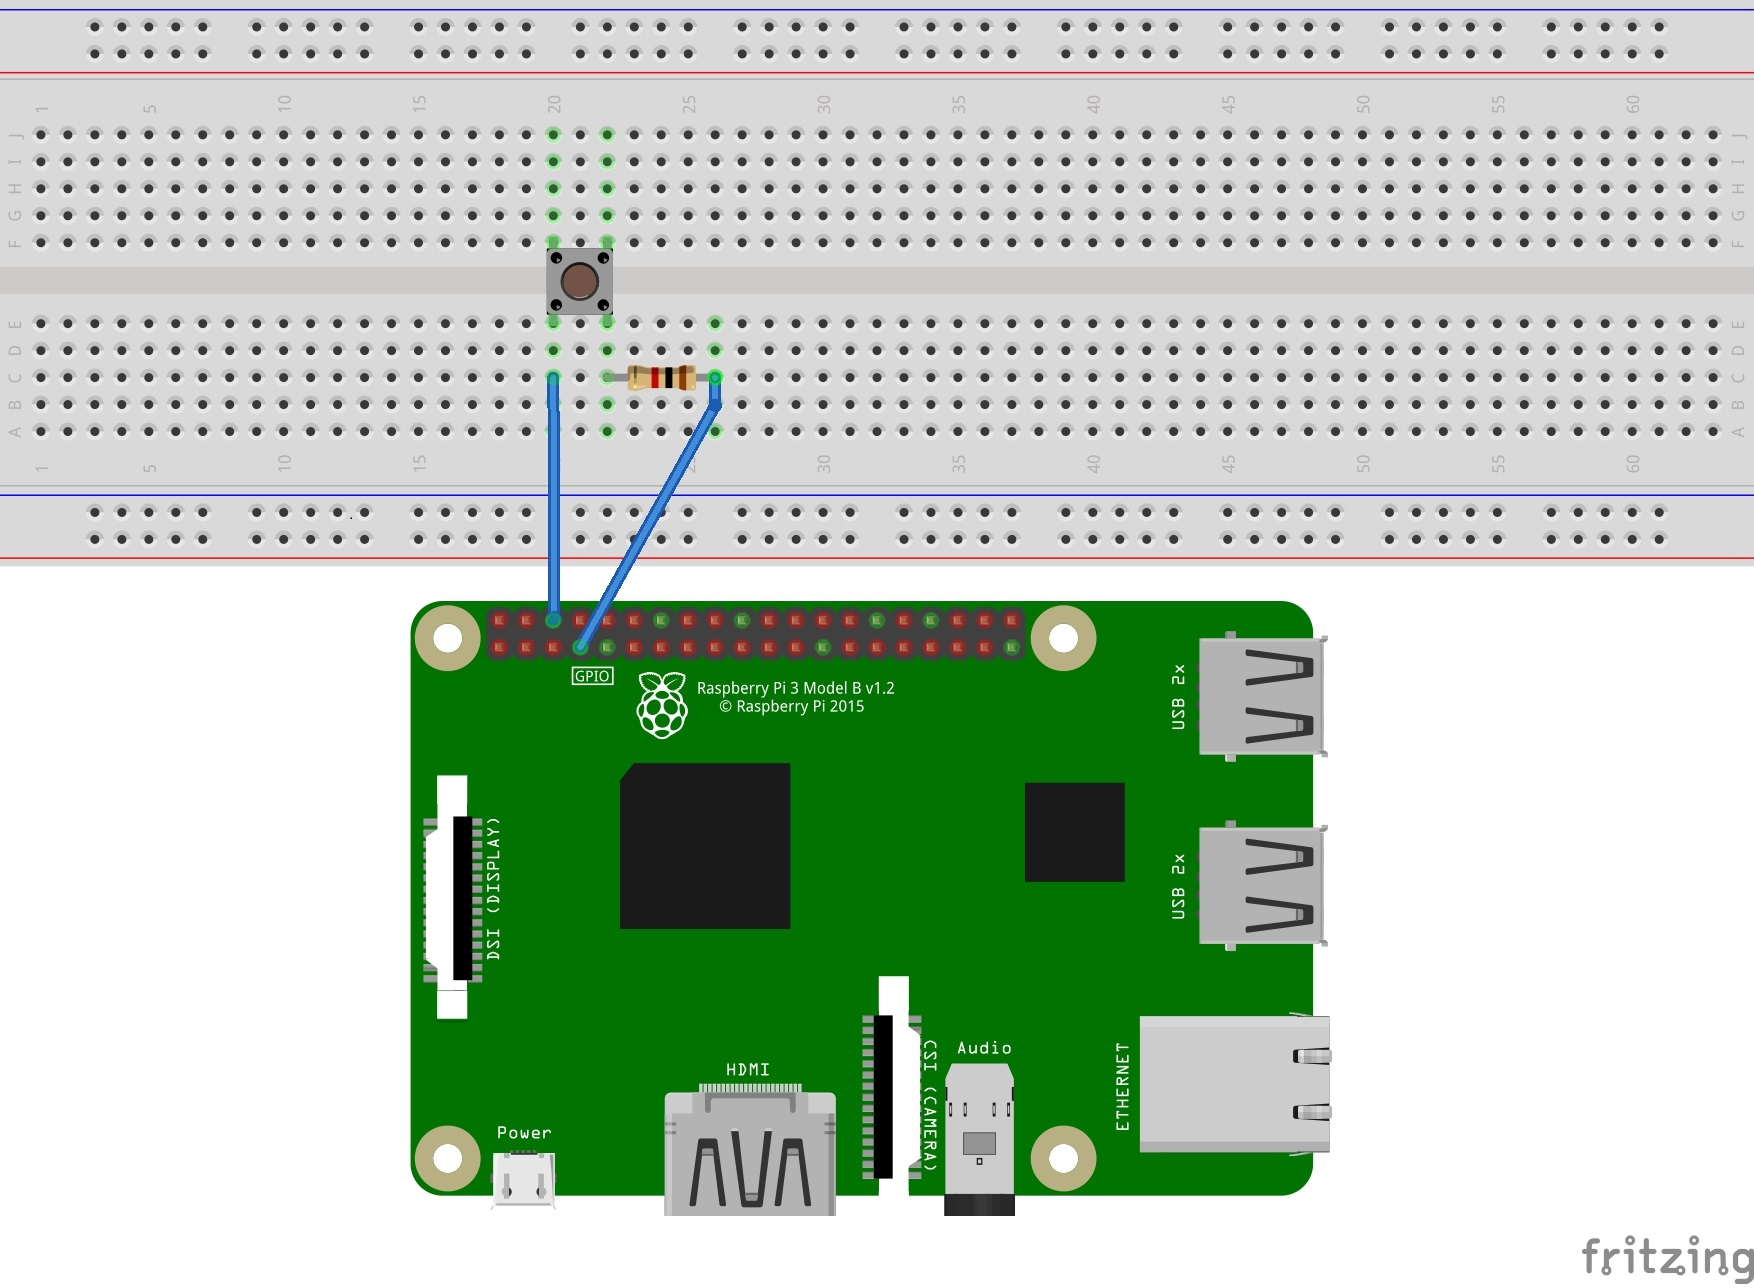 1 5 10 15 20 25 30 35 40 45 50 55 60
J J
I I
H H
G G
F F
E E
D D
C C
B B
A A
1 5 10 15 30 35 40 45 50 55 60
GPIO
Raspberry Pi 3 Model B v1.2
© Raspberry Pi 2015
USB 2x
DSI (DISPLAY)
USB 2x
Audio
CSI (CAMERA)
ETHERNET
HDMI
Power
fritzing